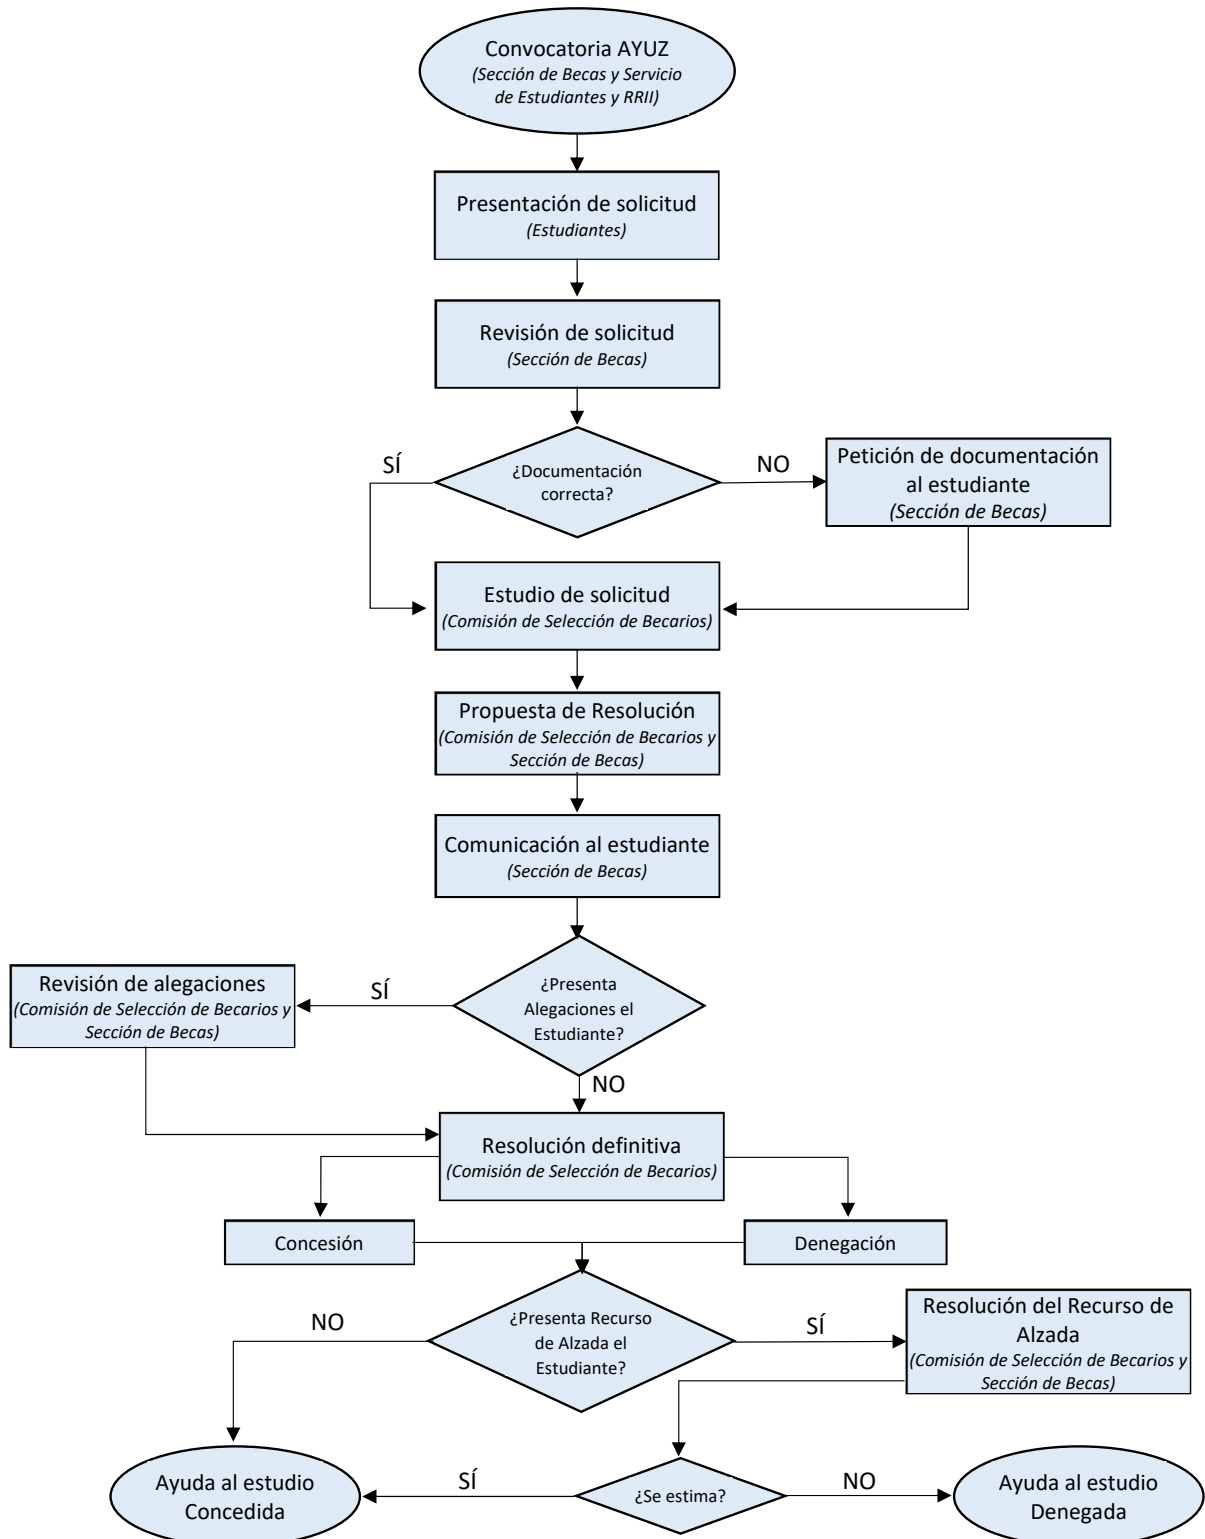 Convocatoria AYUZ
(Sección de Becas y Servicio
de Estudiantes y RRII)
Presentación de solicitud
(Estudiantes)
Revisión de solicitud
(Sección de Becas)
SÍ
¿Documentación
correcta?
NO
Petición de documentación
al estudiante
(Sección de Becas)
Estudio de solicitud
(Comisión de Selección de Becarios)
Propuesta de Resolución
(Comisión de Selección de Becarios y
Sección de Becas)
Comunicación al estudiante
(Sección de Becas)
Revisión de alegaciones
(Comisión de Selección de Becarios y
Sección de Becas)
SÍ
¿Presenta
Alegaciones el
Estudiante?
NO
Resolución definitiva
(Comisión de Selección de Becarios)
Concesión
Denegación
NO
¿Presenta Recurso
de Alzada el
Estudiante?
SÍ
Resolución del Recurso de
Alzada
(Comisión de Selección de Becarios y
Sección de Becas)
Ayuda al estudio
Concedida
SÍ
¿Se estima?
NO
Ayuda al estudio
Denegada